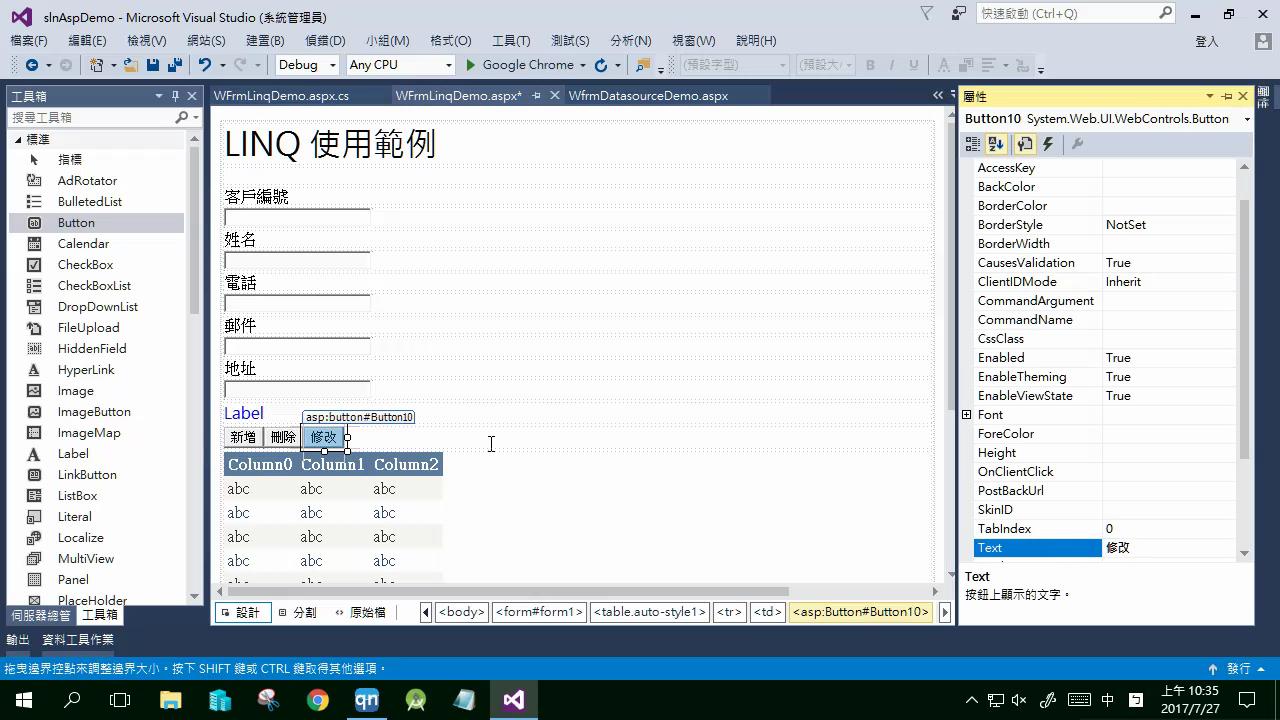 slnAspDemo - Microsoft Visual Studio (系統管理員)
快速啟動 (Ctrl+Q)
檔案(F) 編輯(E) 檢視(V) 網站(S) 建置(B) 偵錯(D) 小組(M) 格式(O) 工具(T) 測試(S) 分析(N) 視窗(W) 說明(H) 登入
Debug Any CPU Google Chrome (預設字型) (預設大 B I U A
工具箱
搜尋工具箱
標準
指標
AdRotator
BulletedList
Button
Calendar
CheckBox
CheckBoxList
DropDownList
FileUpload
HiddenField
HyperLink
Image
ImageButton
ImageMap
Label
LinkButton
ListBox
Literal
Localize
MultiView
Panel
PlaceHolder
伺服器總管 工具箱
WFrmLinqDemo.aspx.cs WFrmLinqDemo.aspx* WfrmDatasourceDemo.aspx
LINQ 使用範例
客戶編號
姓名
電話
郵件
地址
Label
asp:button#Button10
新增 刪除 修改
Column0 Column1 Column2
abc abc abc
abc abc abc
abc abc abc
abc abc abc
設計 分割 原始檔 <body> <form#form1> <table.auto-style1> <tr> <td> <asp:Button#Button10>
屬性
Button10 System.Web.UI.WebControls.Button
AccessKey
BackColor
BorderColor
BorderStyle NotSet
BorderWidth
CausesValidation True
ClientIDMode Inherit
CommandArgument
CommandName
CssClass
Enabled True
EnableTheming True
EnableViewState True
Font
ForeColor
Height
OnClientClick
PostBackUrl
SkinID
TabIndex 0
Text 修改
Text
按鈕上顯示的文字。
輸出 資料工具作業
拖曳邊界控點來調整邊界大小。按下 SHIFT 鍵或 CTRL 鍵取得其他選項。 發行
中
上午 10:35
2017/7/27